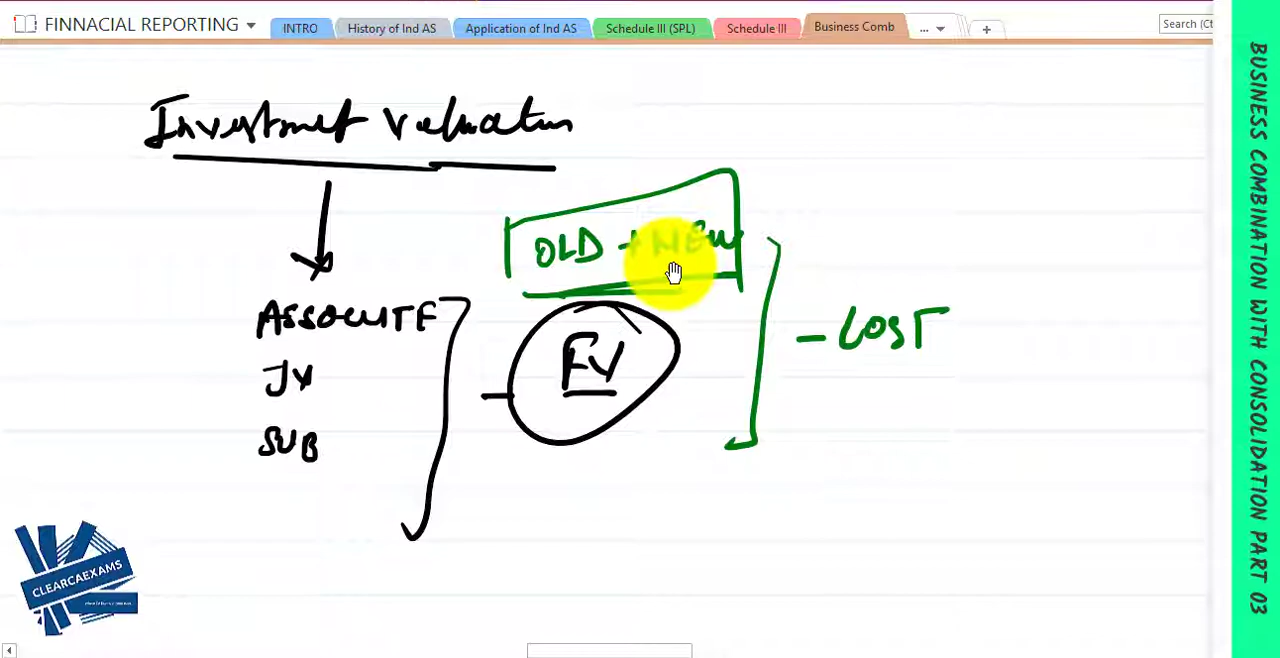 FINNACIAL REPORTING
INTRO
History of Ind AS
Application of Ind AS
Schedule III (SPL)
Schedule III
Business Comb
...
+
Search (Ct
Investment valuation
OLD + NEW
ASSOCIATE
JV
SUB
FV
- COST
CLEARCAEXAMS
BUSINESS COMBINATION WITH CONSOLIDATION PART 03